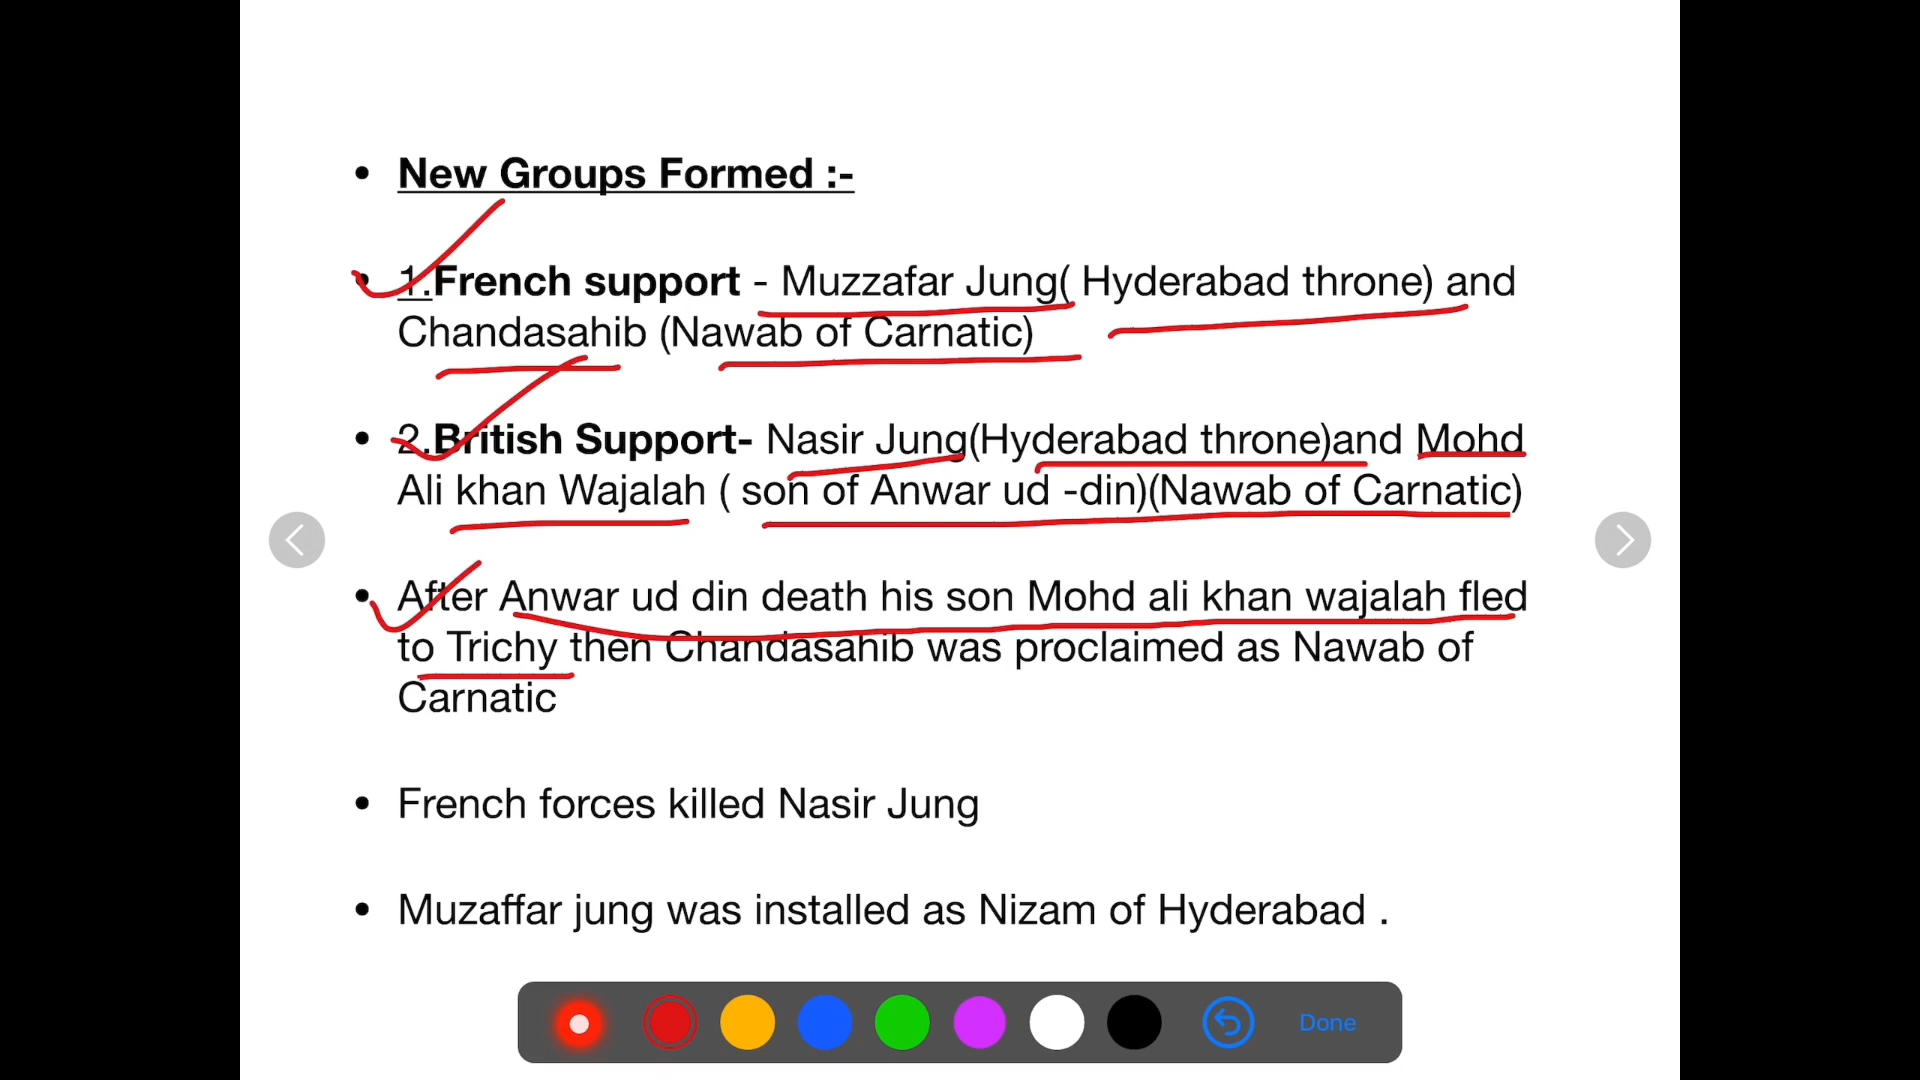 • New Groups Formed :-
• 1.French support - Muzzafar Jung( Hyderabad throne) and
Chandasahib (Nawab of Carnatic)
• 2.British Support- Nasir Jung(Hyderabad throne)and Mohd
Ali khan Wajalah ( son of Anwar ud -din)(Nawab of Carnatic)
• After Anwar ud din death his son Mohd ali khan wajalah fled
to Trichy then Chandasahib was proclaimed as Nawab of
Carnatic
• French forces killed Nasir Jung
• Muzaffar jung was installed as Nizam of Hyderabad .
Done